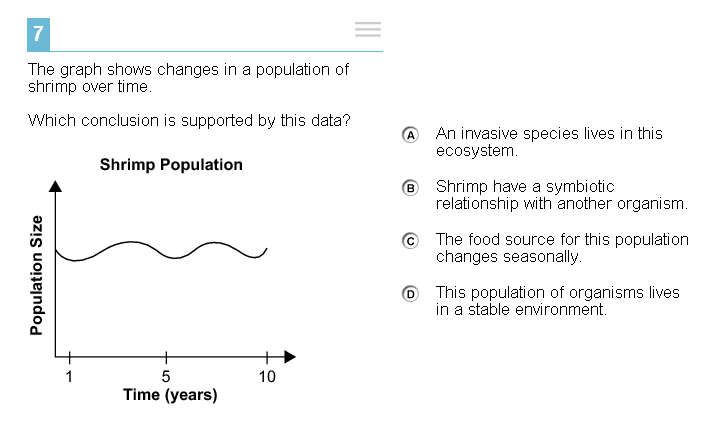 7
The graph shows changes in a population of
shrimp over time.
Which conclusion is supported by this data?
Shrimp Population
Population Size
1 5 10
Time (years)
A An invasive species lives in this
ecosystem.
B Shrimp have a symbiotic
relationship with another organism.
C The food source for this population
changes seasonally.
D This population of organisms lives
in a stable environment.